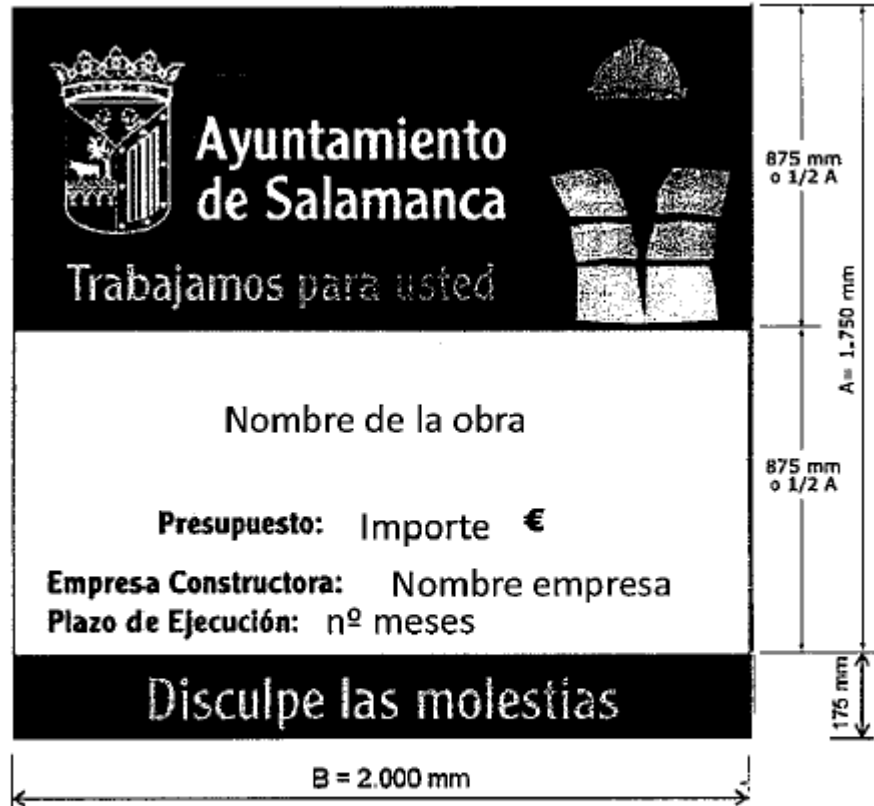 Ayuntamiento
de Salamanca
Trabajamos para usted
875 mm
o 1/2 A
A = 1.750 mm
Nombre de la obra
875 mm
o 1/2 A
Presupuesto: Importe €
Empresa Constructora: Nombre empresa
Plazo de Ejecución: nº meses
Disculpe las molestias
175 mm
B = 2.000 mm